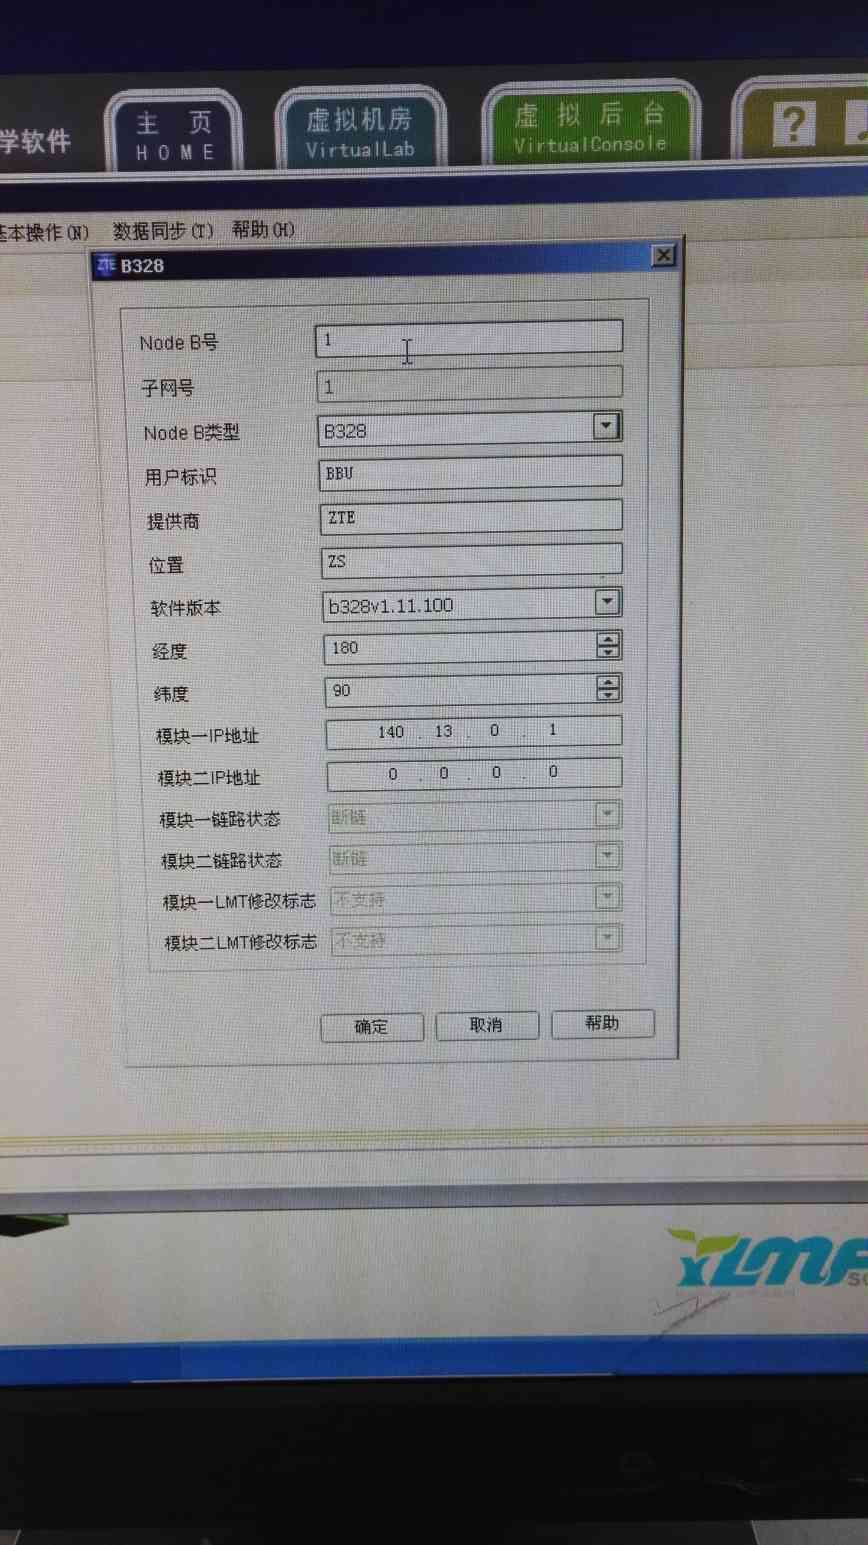 学软件
主 页
HOME
虚拟机房
VirtualLab
虚拟后台
VirtualConsole
?
基本操作(N) 数据同步(T) 帮助(H)
ZTE B328
Node B号 1
子网号 1
Node B类型 B328
用户标识 BBU
提供商 ZTE
位置 ZS
软件版本 b328v1.11.100
经度 180
纬度 90
模块一IP地址 140 . 13 . 0 . 1
模块二IP地址 0 . 0 . 0 . 0
模块一链路状态 断链
模块二链路状态 断链
模块一LMT修改标志 不支持
模块二LMT修改标志 不支持
确定 取消 帮助